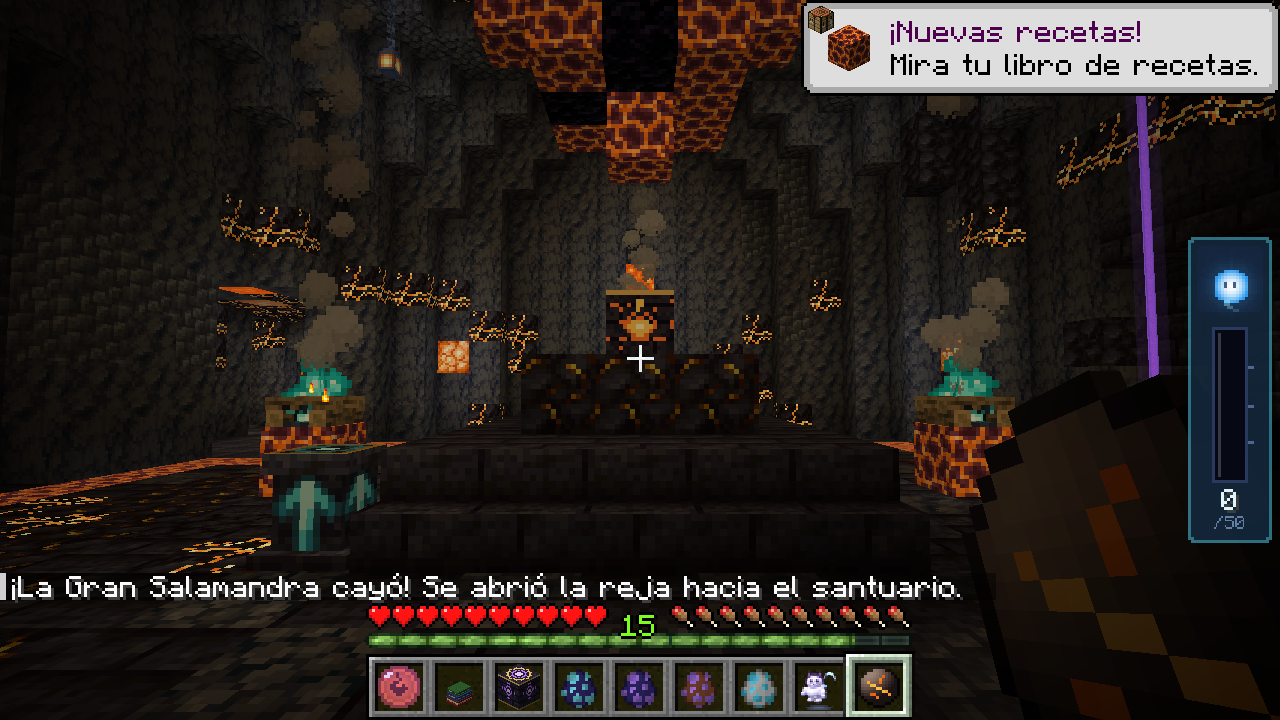 ¡Nuevas recetas!
Mira tu libro de recetas.
0
/50
¡La Gran Salamandra cayó! Se abrió la reja hacia el santuario.
15